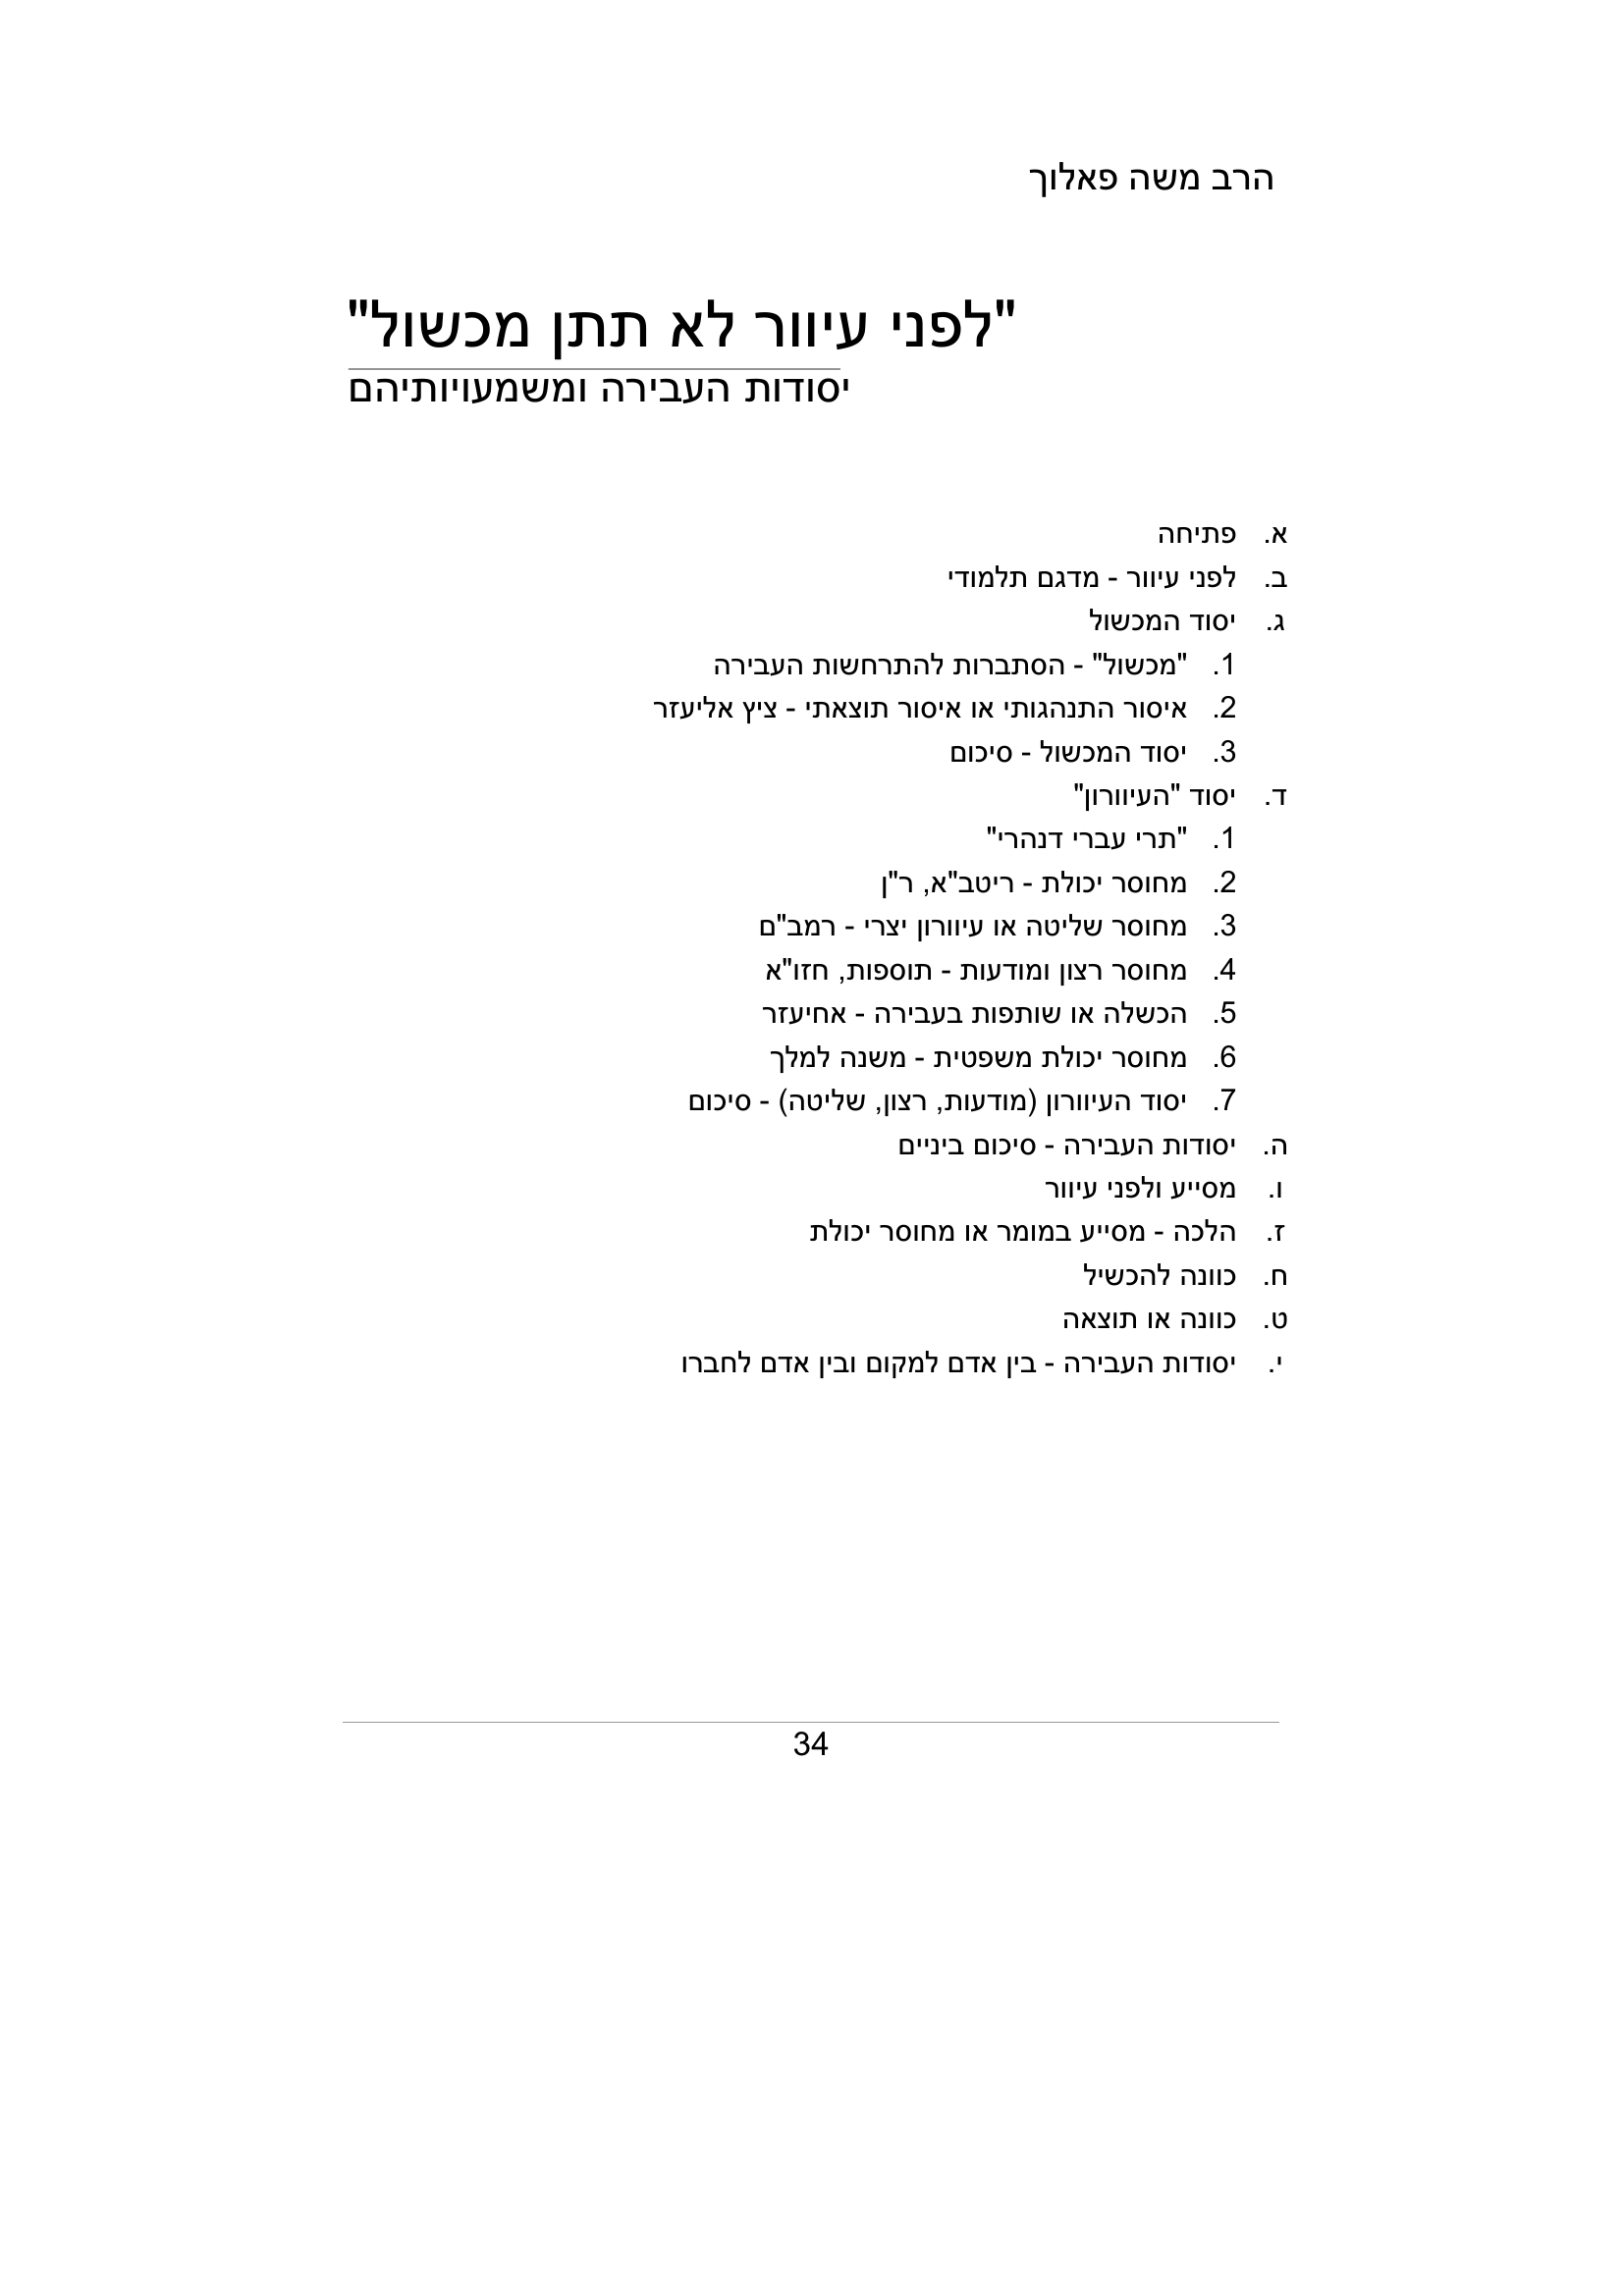 הרב משה פאלוך
"לפני עיוור לא תתן מכשול"
יסודות העבירה ומשמעויותיהם
א. פתיחה
ב. לפני עיוור - מדגם תלמודי
ג. יסוד המכשול
1. "מכשול" - הסתברות להתרחשות העבירה
2. איסור התנהגותי או איסור תוצאתי - ציץ אליעזר
3. יסוד המכשול - סיכום
ד. יסוד "העיוורון"
1. "תרי עברי דנהרי"
2. מחוסר יכולת - ריטב"א, ר"ן
3. מחוסר שליטה או עיוורון יצרי - רמב"ם
4. מחוסר רצון ומודעות - תוספות, חזו"א
5. הכשלה או שותפות בעבירה - אחיעזר
6. מחוסר יכולת משפטית - משנה למלך
7. יסוד העיוורון (מודעות, רצון, שליטה) - סיכום
ה. יסודות העבירה - סיכום ביניים
ו. מסייע ולפני עיוור
ז. הלכה - מסייע במומר או מחוסר יכולת
ח. כוונה להכשיל
ט. כוונה או תוצאה
י. יסודות העבירה - בין אדם למקום ובין אדם לחברו
34